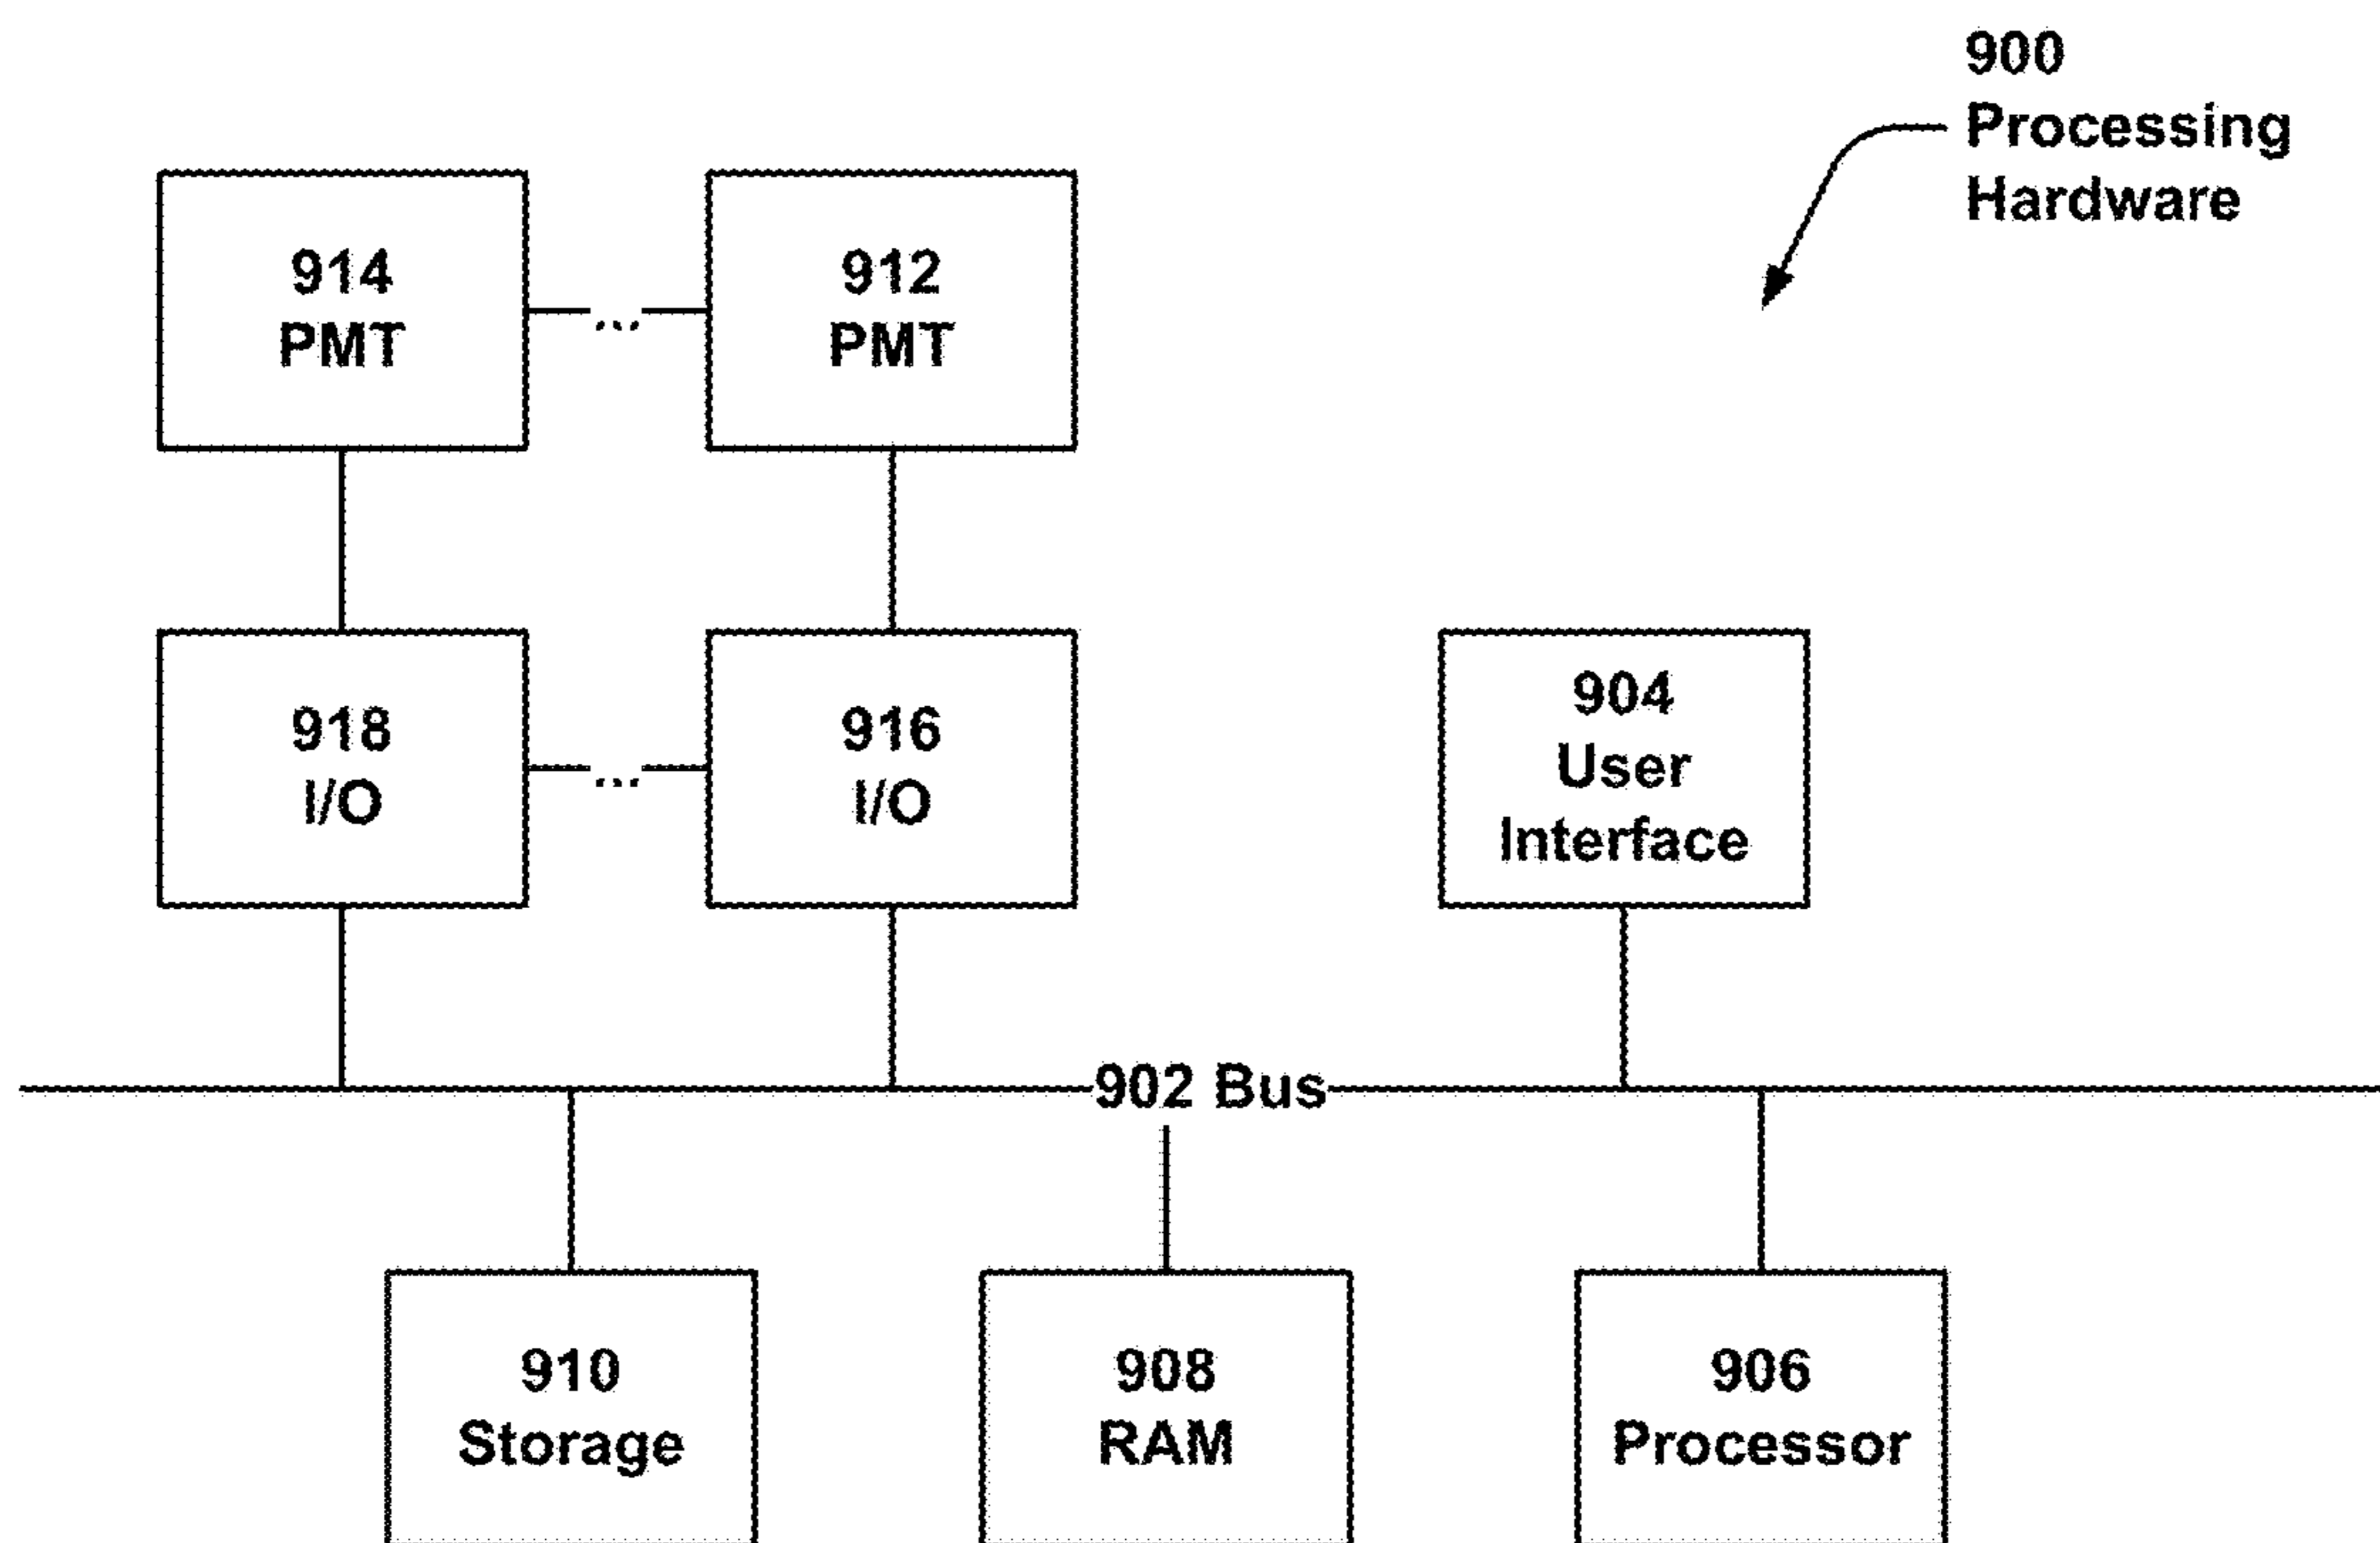 900
Processing
Hardware
914
PMT
...
912
PMT
918
I/O
...
916
I/O
904
User
Interface
902 Bus
910
Storage
908
RAM
906
Processor